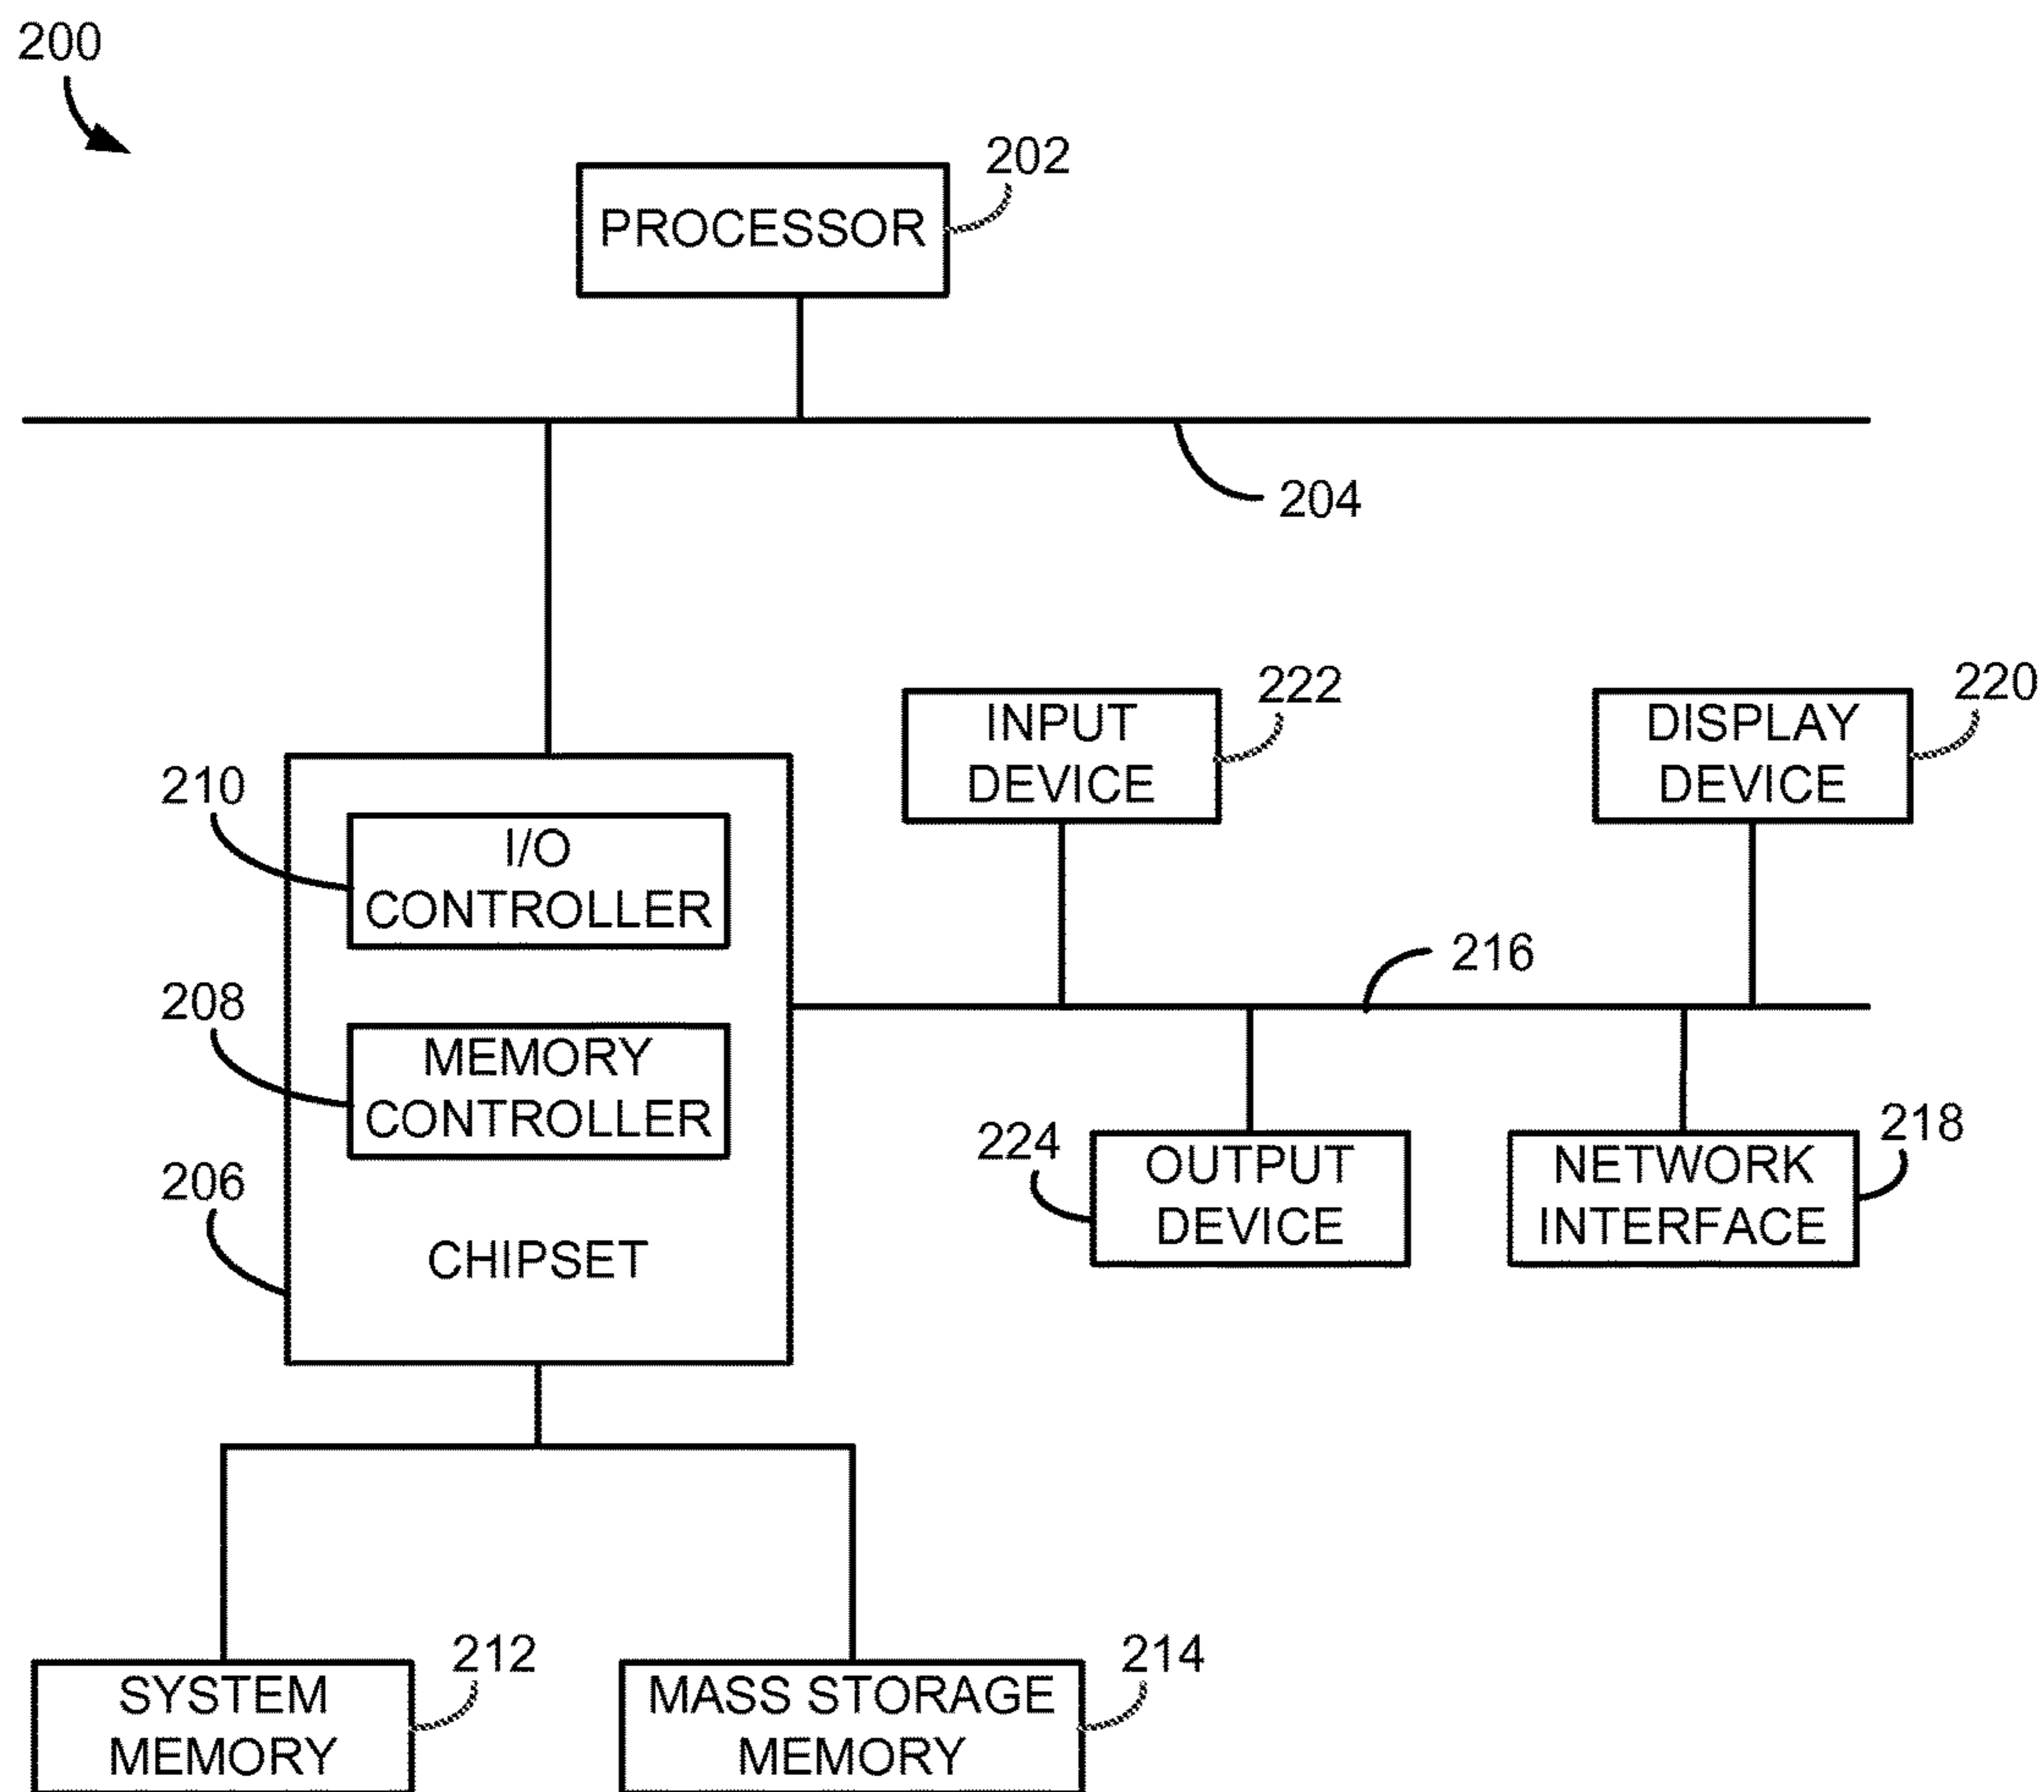 200
202
PROCESSOR
204
222
INPUT
DEVICE
220
DISPLAY
DEVICE
210
I/O
CONTROLLER
216
208
MEMORY
CONTROLLER
206
CHIPSET
224
OUTPUT
DEVICE
218
NETWORK
INTERFACE
212
SYSTEM
MEMORY
214
MASS STORAGE
MEMORY